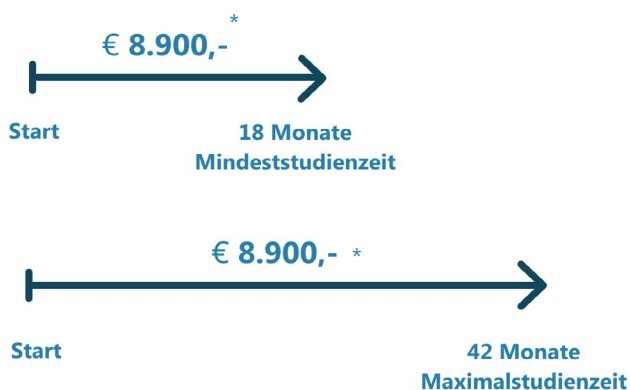 *
€ 8.900,-
Start
18 Monate
Mindeststudienzeit
€ 8.900,- *
Start
42 Monate
Maximalstudienzeit